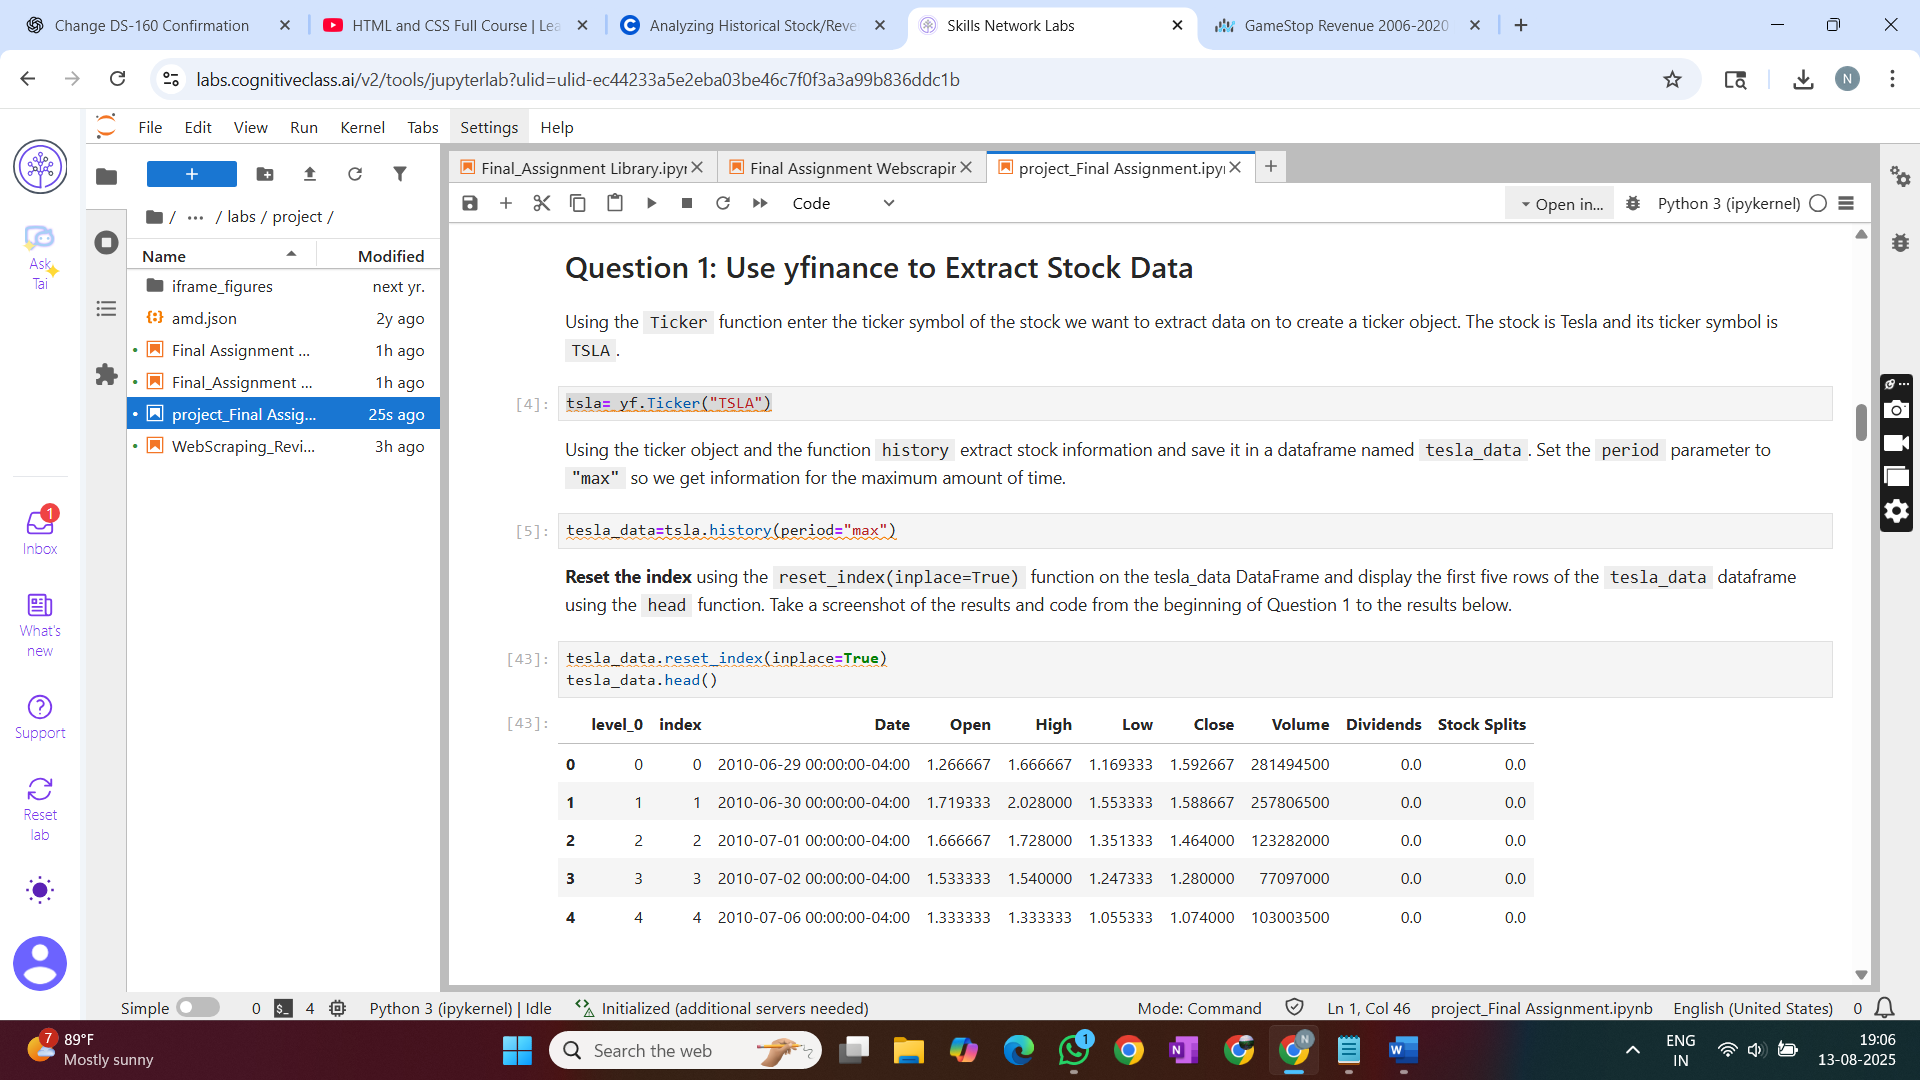 Change DS-160 Confirmation
HTML and CSS Full Course | Lea
Analyzing Historical Stock/Reve
Skills Network Labs
GameStop Revenue 2006-2020
labs.cognitiveclass.ai/v2/tools/jupyterlab?ulid=ulid-ec44233a5e2eba03be46c7f0f3a3a99b836ddc1b
N
File Edit View Run Kernel Tabs Settings Help
Final_Assignment Library.ipyn
Final Assignment Webscrapin
project_Final Assignment.ipyn
Code
Open in...
Python 3 (ipykernel)
/ ··· / labs / project /
Name Modified
iframe_figures next yr.
amd.json 2y ago
Final Assignment ... 1h ago
Final_Assignment ... 1h ago
project_Final Assig... 25s ago
WebScraping_Revi... 3h ago
Ask
Tai
1
Inbox
What's
new
Support
Reset
lab
Question 1: Use yfinance to Extract Stock Data
Using the Ticker function enter the ticker symbol of the stock we want to extract data on to create a ticker object. The stock is Tesla and its ticker symbol is
TSLA .
[4]: tsla= yf.Ticker("TSLA")
Using the ticker object and the function history extract stock information and save it in a dataframe named tesla_data . Set the period parameter to
"max" so we get information for the maximum amount of time.
[5]: tesla_data=tsla.history(period="max")
Reset the index using the reset_index(inplace=True) function on the tesla_data DataFrame and display the first five rows of the tesla_data dataframe
using the head function. Take a screenshot of the results and code from the beginning of Question 1 to the results below.
[43]: tesla_data.reset_index(inplace=True)
tesla_data.head()
[43]: level_0 index Date Open High Low Close Volume Dividends Stock Splits
0 0 0 2010-06-29 00:00:00-04:00 1.266667 1.666667 1.169333 1.592667 281494500 0.0 0.0
1 1 1 2010-06-30 00:00:00-04:00 1.719333 2.028000 1.553333 1.588667 257806500 0.0 0.0
2 2 2 2010-07-01 00:00:00-04:00 1.666667 1.728000 1.351333 1.464000 123282000 0.0 0.0
3 3 3 2010-07-02 00:00:00-04:00 1.533333 1.540000 1.247333 1.280000 77097000 0.0 0.0
4 4 4 2010-07-06 00:00:00-04:00 1.333333 1.333333 1.055333 1.074000 103003500 0.0 0.0
Simple 0 4 Python 3 (ipykernel) | Idle Initialized (additional servers needed) Mode: Command Ln 1, Col 46 project_Final Assignment.ipynb English (United States) 0
7
89°F
Mostly sunny
Search the web
1
N
ENG
IN
19:06
13-08-2025